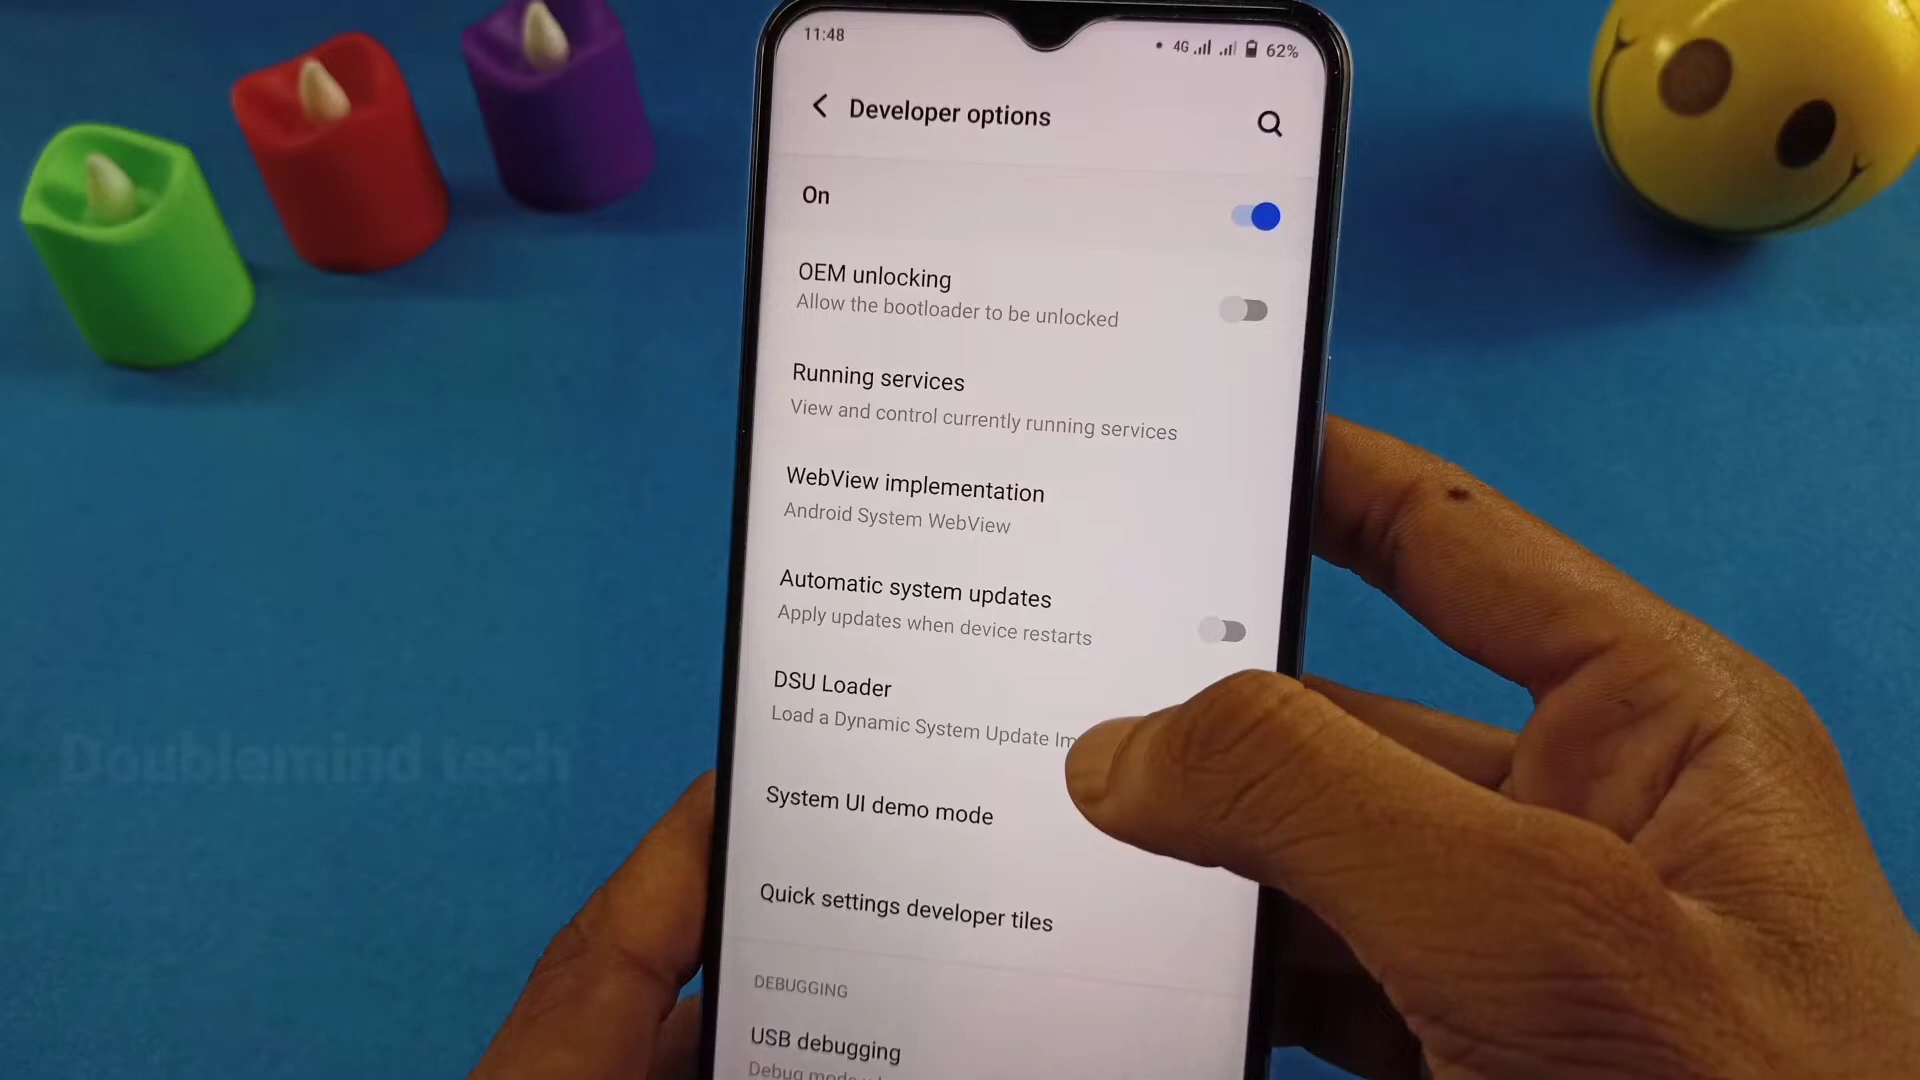 11:48
4G 62%
Developer options
On
OEM unlocking
Allow the bootloader to be unlocked
Running services
View and control currently running services
WebView implementation
Android System WebView
Automatic system updates
Apply updates when device restarts
DSU Loader
Load a Dynamic System Update Im
System UI demo mode
Quick settings developer tiles
DEBUGGING
USB debugging
Debug mode
Doublemind tech